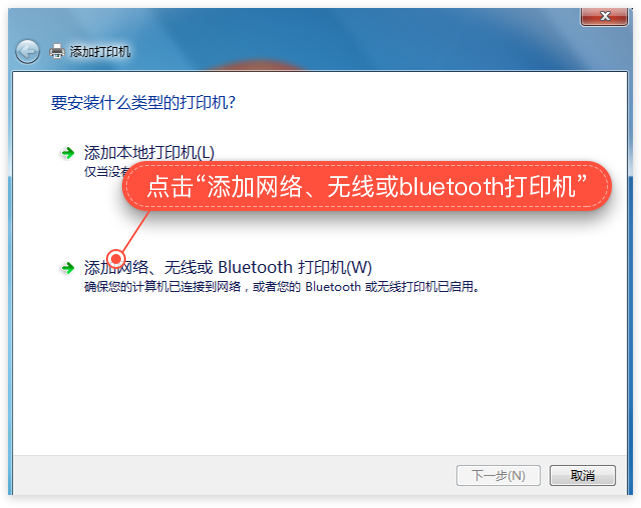 添加打印机
要安装什么类型的打印机?
添加本地打印机(L)
仅当没有
点击“添加网络、无线或bluetooth打印机”
添加网络、无线或 Bluetooth 打印机(W)
确保您的计算机已连接到网络，或者您的 Bluetooth 或无线打印机已启用。
下一步(N)
取消